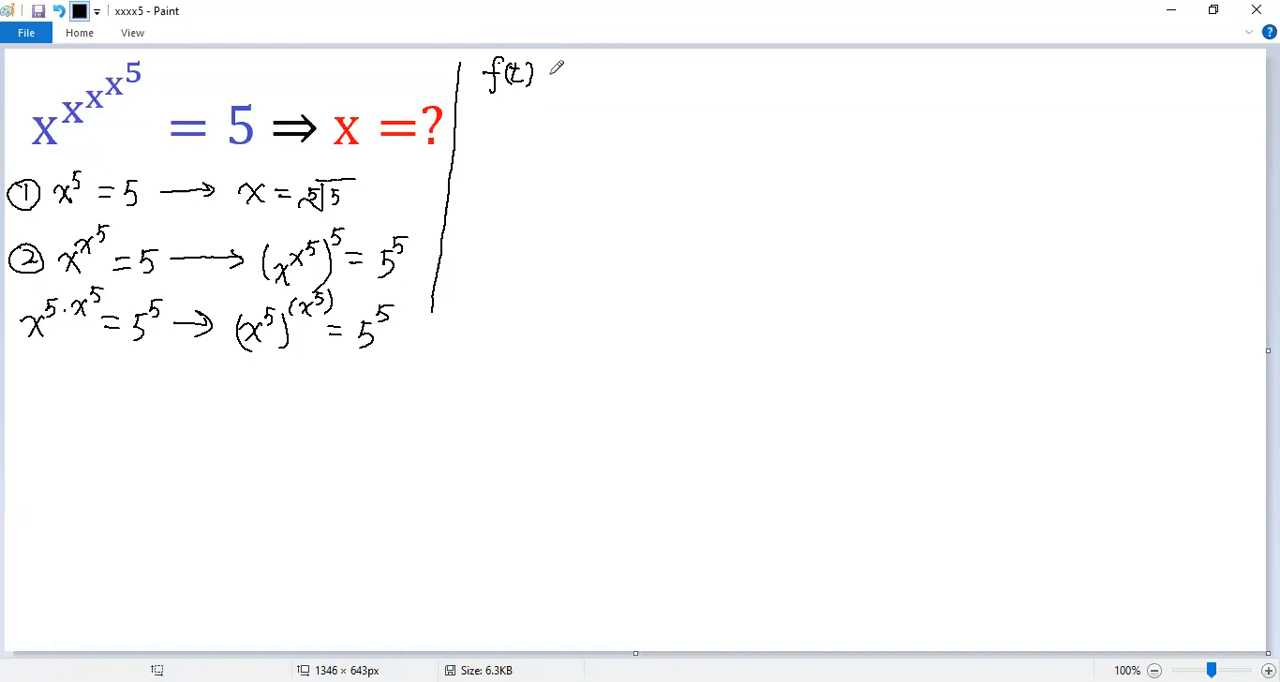 xxxx5 - Paint
File Home View
x^{x^{x^{x^5}}} = 5 ⇒ x =?
① x^5 = 5 → x = \sqrt[5]{5}
② x^{x^5} = 5 → (x^{x^5})^5 = 5^5
x^{5·x^5} = 5^5 → (x^5)^{(x^5)} = 5^5
f(t)
1346 × 643px
Size: 6.3KB
100%